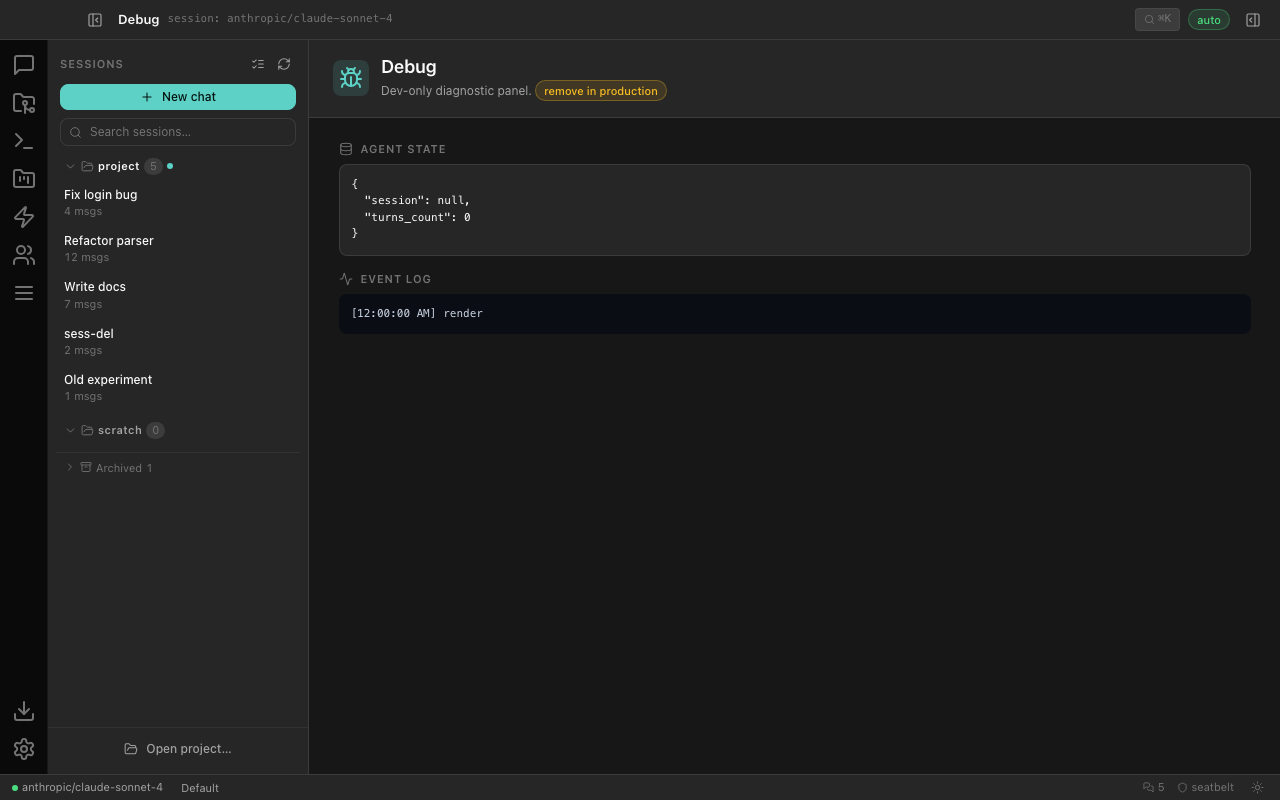 Debug session: anthropic/claude-sonnet-4
⌘K
auto
SESSIONS
New chat
Search sessions...
project 5
Fix login bug
4 msgs
Refactor parser
12 msgs
Write docs
7 msgs
sess-del
2 msgs
Old experiment
1 msgs
scratch 0
Archived 1
Open project...
Debug
Dev-only diagnostic panel. remove in production
AGENT STATE
{
  "session": null,
  "turns_count": 0
}
EVENT LOG
[12:00:00 AM] render
anthropic/claude-sonnet-4 Default
5 seatbelt